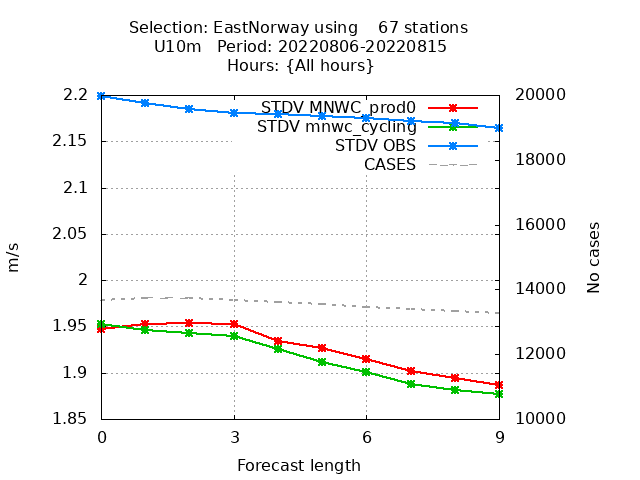 Selection: EastNorway using    67 stations
U10m   Period: 20220806-20220815
Hours: {All hours}
STDV MNWC_prod0
STDV mnwc_cycling
STDV OBS
CASES
2.2
2.15
2.1
2.05
2
1.95
1.9
1.85
20000
18000
16000
14000
12000
10000
0
3
6
9
m/s
No cases
Forecast length